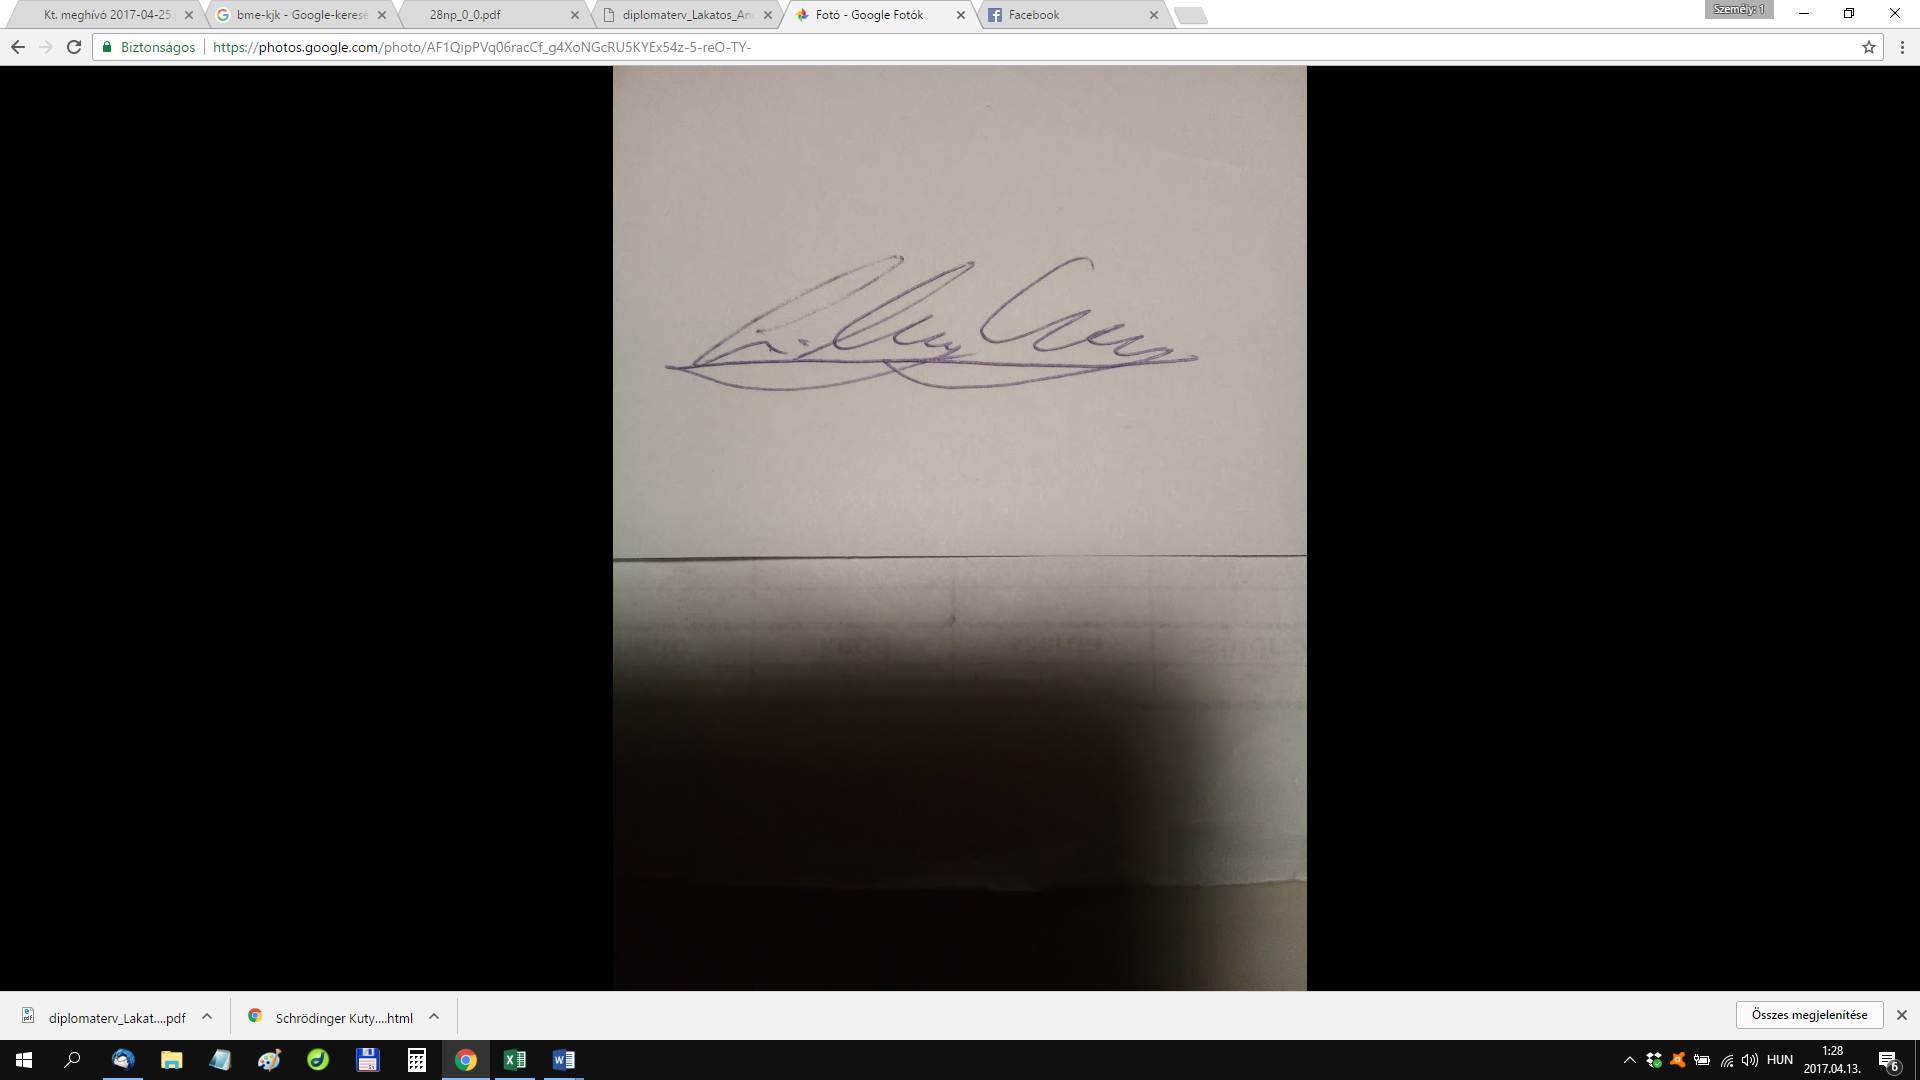 Kt. meghívó 2017-04-25.
bme-kjk - Google-keresé
28np_0_0.pdf
diplomaterv_Lakatos_And
Fotó - Google Fotók
Facebook
Személy: 1
Biztonságos
https://photos.google.com/photo/AF1QipPVq06racCf_g4XoNGcRU5KYEx54z-5-reO-TY-
diplomaterv_Lakat....pdf
Schrödinger Kuty....html
Összes megjelenítése
HUN
1:28
2017.04.13.
6